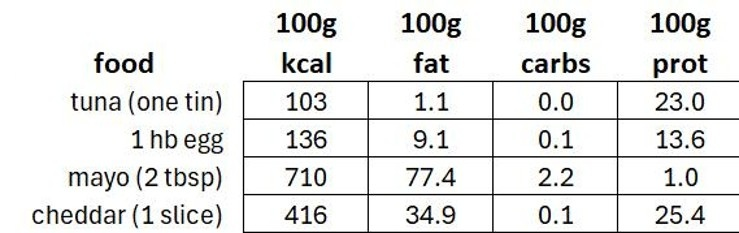 100g 100g 100g 100g
food kcal fat carbs prot
tuna (one tin) 103 1.1 0.0 23.0
1 hb egg 136 9.1 0.1 13.6
mayo (2 tbsp) 710 77.4 2.2 1.0
cheddar (1 slice) 416 34.9 0.1 25.4